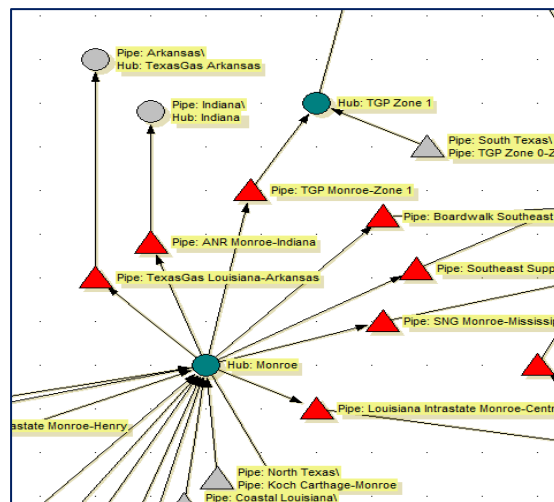 Pipe: Arkansas\
Hub: TexasGas Arkansas
Pipe: Indiana\
Hub: Indiana
Hub: TGP Zone 1
Pipe: South Texas\
Pipe: TGP Zone 0-Z
Pipe: TGP Monroe-Zone 1
Pipe: Boardwalk Southeast
Pipe: ANR Monroe-Indiana
Pipe: Southeast Supp
Pipe: TexasGas Louisiana-Arkansas
Pipe: SNG Monroe-Mississip
Hub: Monroe
Pipe: Louisiana Intrastate Monroe-Centr
astate Monroe-Henry
Pipe: North Texas\
Pipe: Koch Carthage-Monroe
Pipe: Coastal Louisiana\